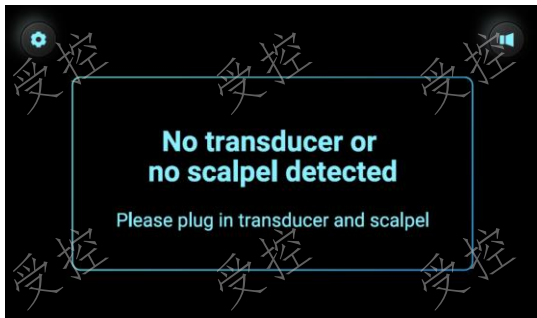 受控 受控 受控
No transducer or
no scalpel detected
Please plug in transducer and scalpel
受控 受控 受控